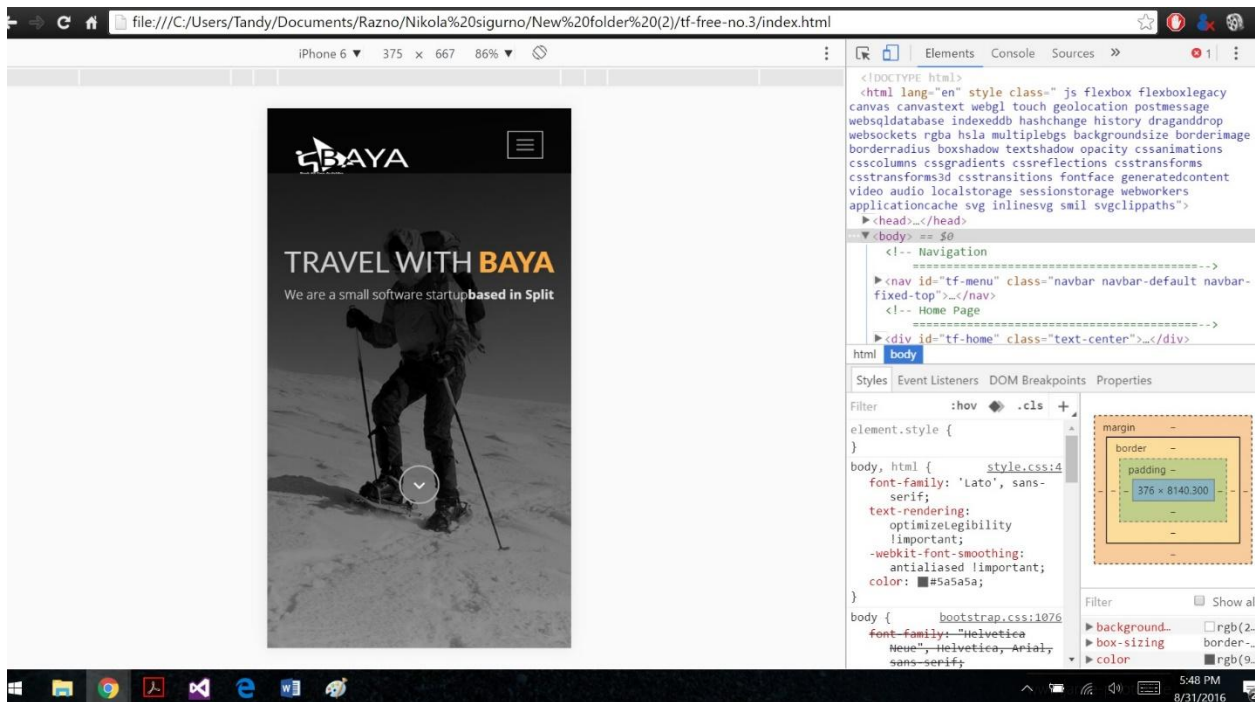 file:///C:/Users/Tandy/Documents/Razno/Nikola%20sigurno/New%20folder%20(2)/tf-free-no.3/index.html
iPhone 6 ▼ 375 × 667 86% ▼
BAYA
TRAVEL WITH BAYA
We are a small software startupbased in Split
Elements Console Sources » 1
<!DOCTYPE html>
<html lang="en" style class=" js flexbox flexboxlegacy
canvas canvastext webgl touch geolocation postmessage
websqldatabase indexeddb hashchange history draganddrop
websockets rgba hsla multiplebgs backgroundsize borderimage
borderradius boxshadow textshadow opacity cssanimations
csscolumns cssgradients cssreflections csstransforms
csstransforms3d csstransitions fontface generatedcontent
video audio localstorage sessionstorage webworkers
applicationcache svg inlinesvg smil svgclippaths">
▶<head>…</head>
…▼<body> == $0
<!-- Navigation
==========================================-->
▶<nav id="tf-menu" class="navbar navbar-default navbar-
fixed-top">…</nav>
<!-- Home Page
==========================================-->
▶<div id="tf-home" class="text-center">…</div>
html body
Styles Event Listeners DOM Breakpoints Properties
Filter :hov .cls +
element.style {
}
body, html { style.css:4
font-family: 'Lato', sans-
serif;
text-rendering:
optimizeLegibility
!important;
-webkit-font-smoothing:
antialiased !important;
color: #5a5a5a;
}
body { bootstrap.css:1076
font-family: "Helvetica
Neue", Helvetica, Arial,
sans-serif;
margin –
border –
padding –
376 × 8140.300
Filter Show al
▶ background… rgb(2…
▶ box-sizing border-…
▶ color rgb(9…
5:48 PM
8/31/2016